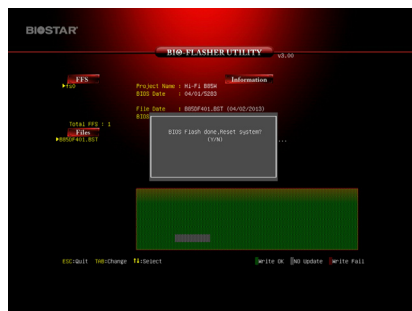 BIOSTAR
BIO-FLASHER UTILITY v3.00
FFS
Information
▶fs0
Project Name : Hi-Fi B85W
BIOS Date : 04/01/5203
File Date : B85DF401.BST (04/02/2013)
BIOS
Total FFS : 1
Files
▶B85DF401.BST
BIOS Flash done,Reset system?
(Y/N)
...
ESC:Quit TAB:Change ↑↓:Select
Write OK NO Update Write Fail